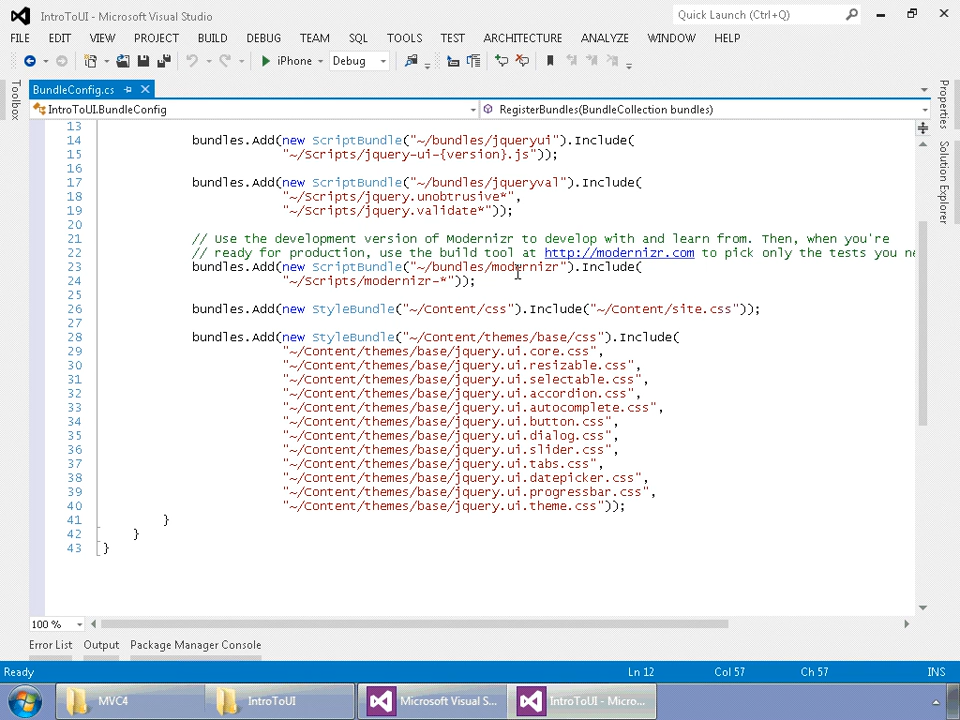 IntroToUI - Microsoft Visual Studio
Quick Launch (Ctrl+Q)
FILE EDIT VIEW PROJECT BUILD DEBUG TEAM SQL TOOLS TEST ARCHITECTURE ANALYZE WINDOW HELP
iPhone Debug
Toolbox
BundleConfig.cs
Properties
Solution Explorer
IntroToUI.BundleConfig RegisterBundles(BundleCollection bundles)
13
14 bundles.Add(new ScriptBundle("~/bundles/jqueryui").Include(
15 "~/Scripts/jquery-ui-{version}.js"));
16
17 bundles.Add(new ScriptBundle("~/bundles/jqueryval").Include(
18 "~/Scripts/jquery.unobtrusive*",
19 "~/Scripts/jquery.validate*"));
20
21 // Use the development version of Modernizr to develop with and learn from. Then, when you're
22 // ready for production, use the build tool at http://modernizr.com to pick only the tests you ne
23 bundles.Add(new ScriptBundle("~/bundles/modernizr").Include(
24 "~/Scripts/modernizr-*"));
25
26 bundles.Add(new StyleBundle("~/Content/css").Include("~/Content/site.css"));
27
28 bundles.Add(new StyleBundle("~/Content/themes/base/css").Include(
29 "~/Content/themes/base/jquery.ui.core.css",
30 "~/Content/themes/base/jquery.ui.resizable.css",
31 "~/Content/themes/base/jquery.ui.selectable.css",
32 "~/Content/themes/base/jquery.ui.accordion.css",
33 "~/Content/themes/base/jquery.ui.autocomplete.css",
34 "~/Content/themes/base/jquery.ui.button.css",
35 "~/Content/themes/base/jquery.ui.dialog.css",
36 "~/Content/themes/base/jquery.ui.slider.css",
37 "~/Content/themes/base/jquery.ui.tabs.css",
38 "~/Content/themes/base/jquery.ui.datepicker.css",
39 "~/Content/themes/base/jquery.ui.progressbar.css",
40 "~/Content/themes/base/jquery.ui.theme.css"));
41 }
42 }
43 }
100 %
Error List Output Package Manager Console
Ready Ln 12 Col 57 Ch 57 INS
MVC4 IntroToUI Microsoft Visual S... IntroToUI - Micro...